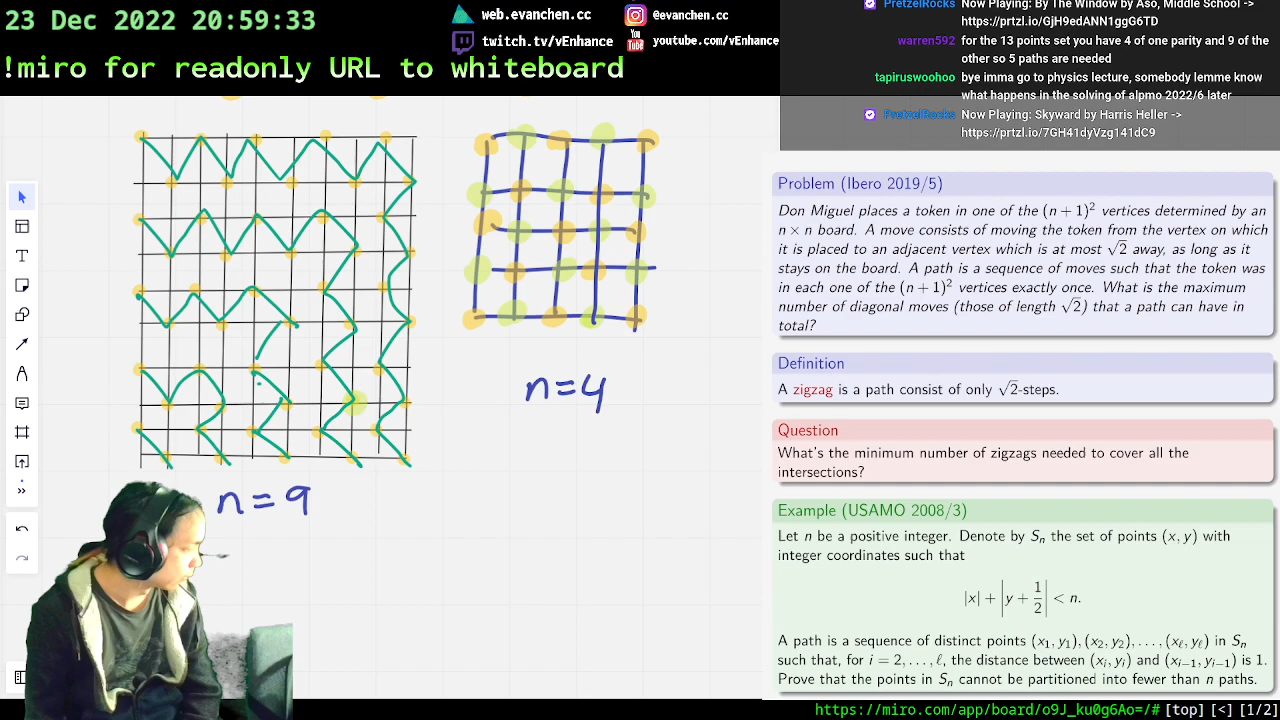 23 Dec 2022 20:59:33
!miro for readonly URL to whiteboard
web.evanchen.cc
@evanchen.cc
twitch.tv/vEnhance
youtube.com/vEnhance
PretzelRocks Now Playing: By The Window by Aso, Middle School ->
https://prtzl.io/GjH9edANN1ggG6TD
warren592 for the 13 points set you have 4 of one parity and 9 of the
other so 5 paths are needed
tapiruswoohoo bye imma go to physics lecture, somebody lemme know
what happens in the solving of alpmo 2022/6 later
PretzelRocks Now Playing: Skyward by Harris Heller ->
https://prtzl.io/7GH41dyVzg141dC9
n=9
n=4
Problem (Ibero 2019/5)
Don Miguel places a token in one of the (n + 1)² vertices determined by an
n × n board. A move consists of moving the token from the vertex on which
it is placed to an adjacent vertex which is at most √2 away, as long as it
stays on the board. A path is a sequence of moves such that the token was
in each one of the (n + 1)² vertices exactly once. What is the maximum
number of diagonal moves (those of length √2) that a path can have in
total?
Definition
A zigzag is a path consist of only √2-steps.
Question
What's the minimum number of zigzags needed to cover all the
intersections?
Example (USAMO 2008/3)
Let n be a positive integer. Denote by Sₙ the set of points (x, y) with
integer coordinates such that
|x| + |y + 1/2| < n.
A path is a sequence of distinct points (x₁, y₁), (x₂, y₂), . . . , (xℓ, yℓ) in Sₙ
such that, for i = 2, . . . , ℓ, the distance between (xᵢ, yᵢ) and (xᵢ₋₁, yᵢ₋₁) is 1.
Prove that the points in Sₙ cannot be partitioned into fewer than n paths.
https://miro.com/app/board/o9J_ku0g6Ao=/# [top] [<] [1/2]